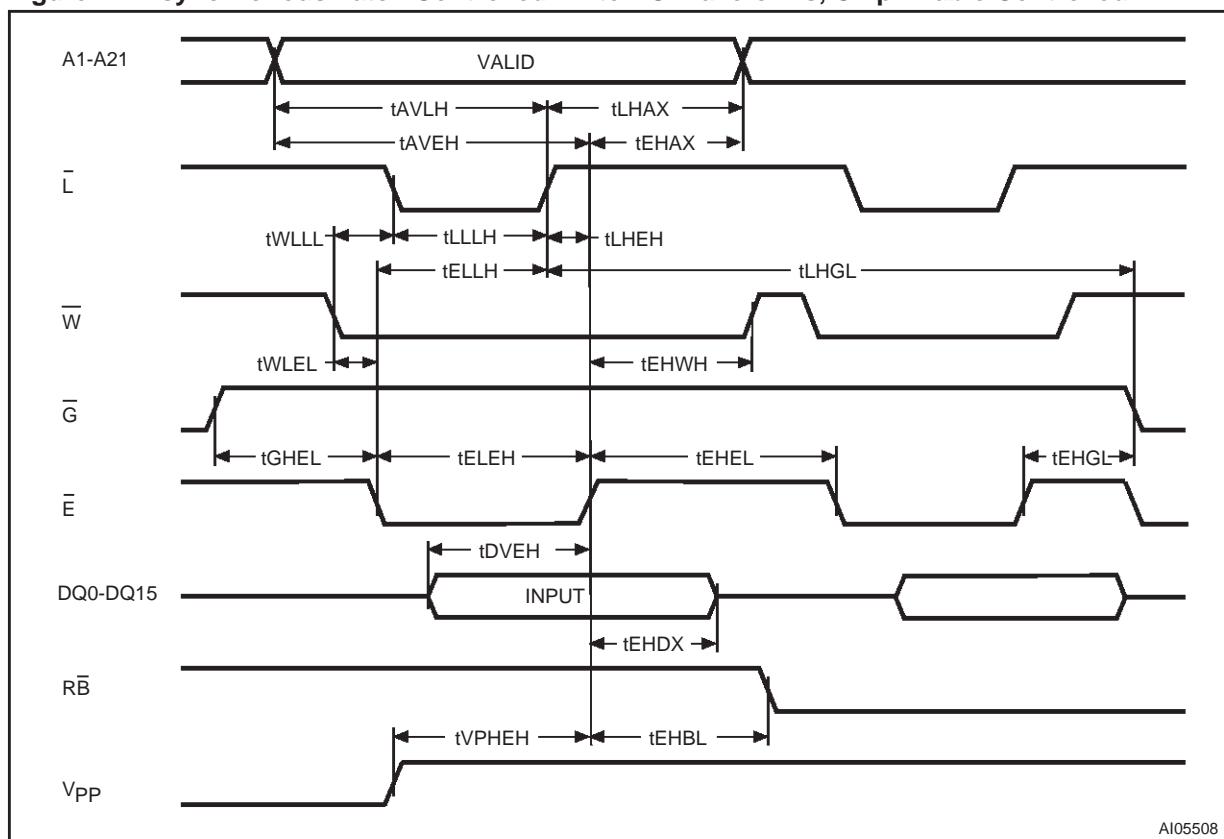 A1-A21
VALID
tAVLH
tLHAX
tAVEH
tEHAX
L̅
tWLLL
tLLLH
tLHEH
tELLH
tLHGL
W̅
tWLEL
tEHWH
G̅
tGHEL
tELEH
tEHEL
tEHGL
E̅
tDVEH
DQ0-DQ15
INPUT
tEHDX
RB̅
tVPHEH
tEHBL
VPP
AI05508